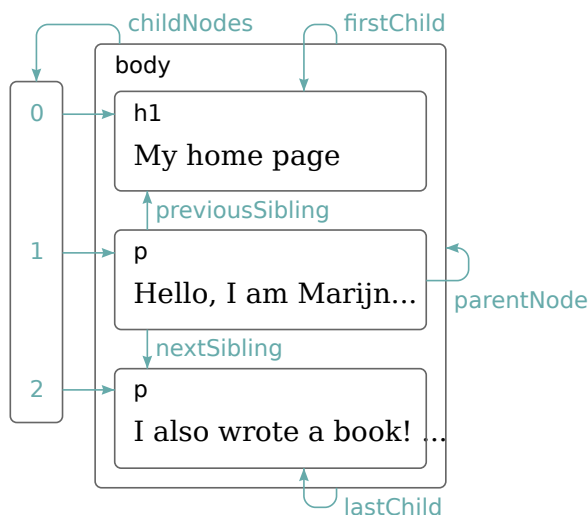 childNodes
firstChild
body
0
h1
My home page
previousSibling
1
p
Hello, I am Marijn...
parentNode
nextSibling
2
p
I also wrote a book! ...
lastChild